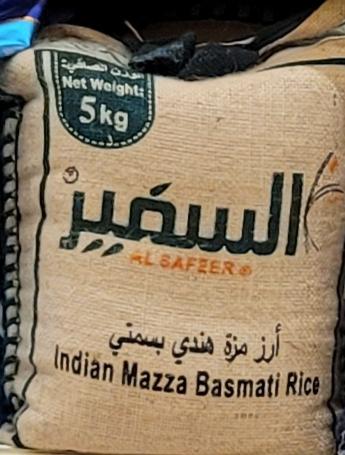 الوزن الصافي:
Net Weight:
5kg
السفير
AL SAFEER®
أرز مزة هندي بسمتي
Indian Mazza Basmati Rice